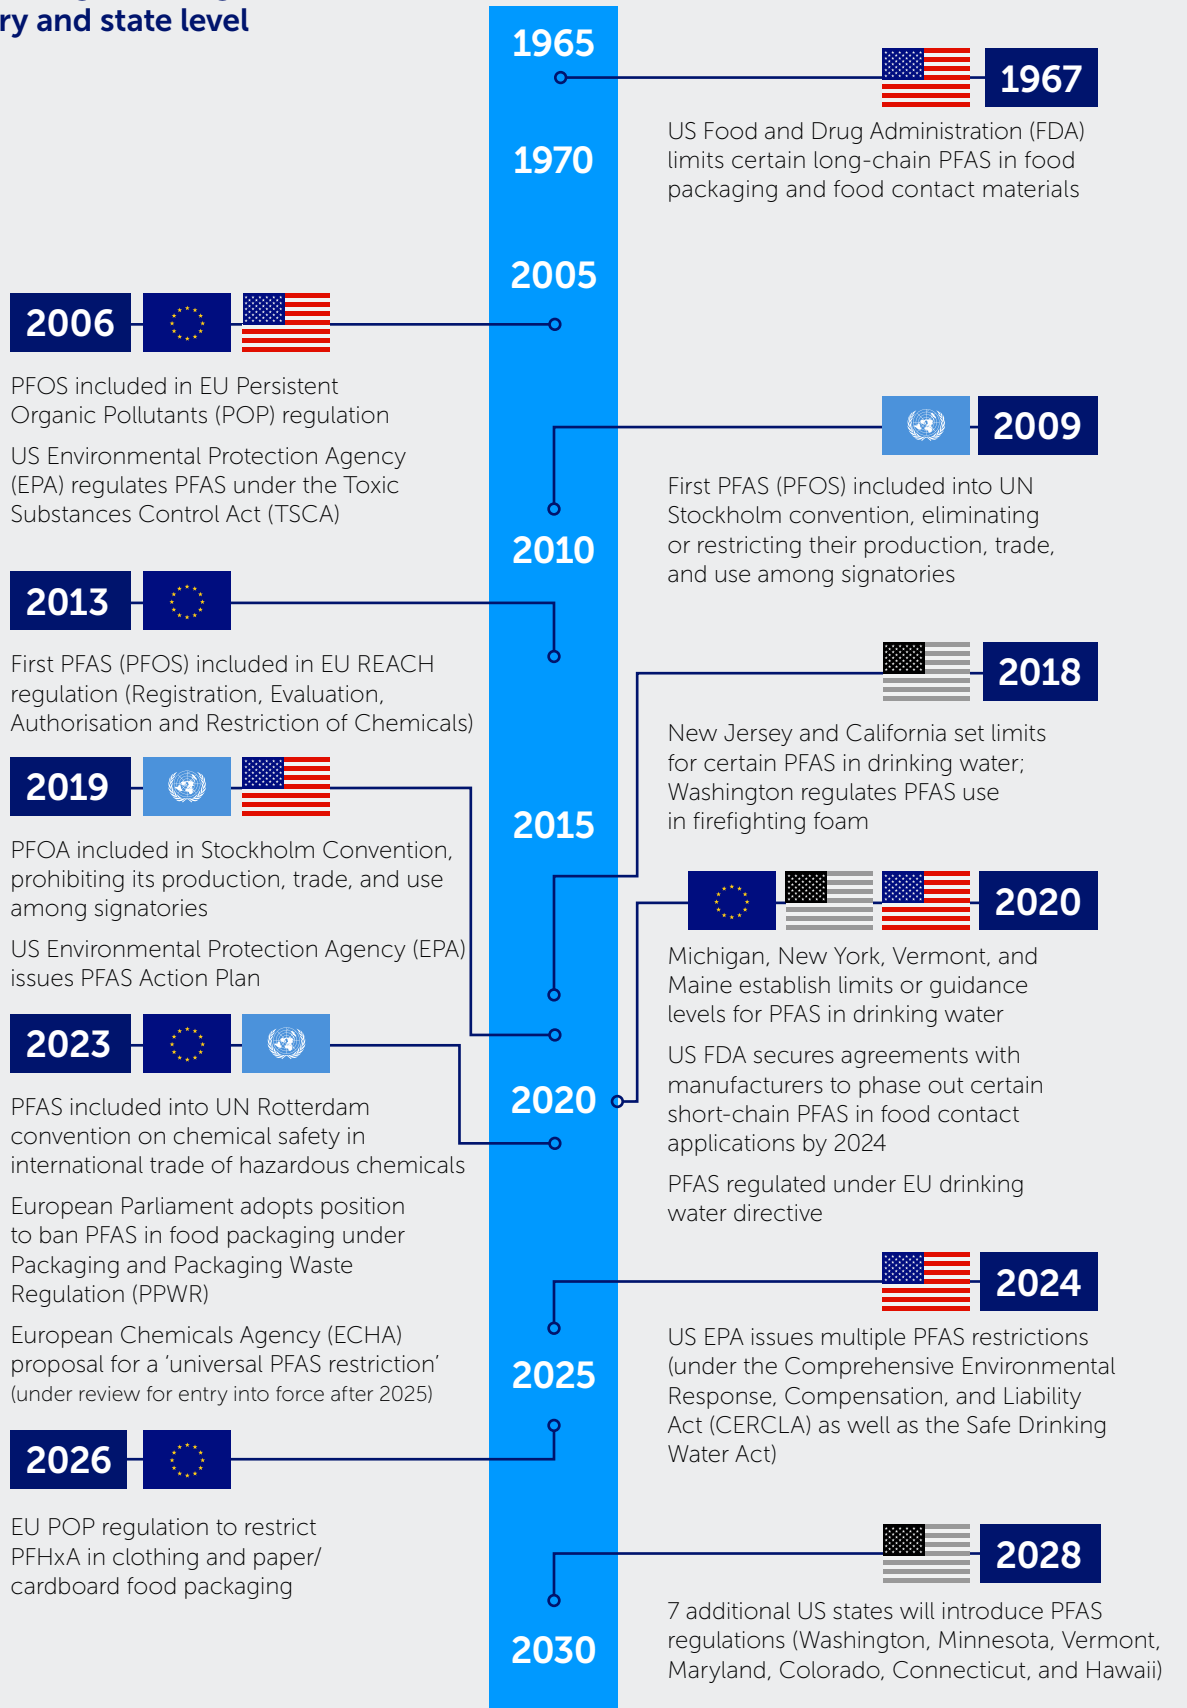 ry and state level
1965
1967
US Food and Drug Administration (FDA)
limits certain long-chain PFAS in food
packaging and food contact materials
1970
2005
2006
PFOS included in EU Persistent
Organic Pollutants (POP) regulation
US Environmental Protection Agency
(EPA) regulates PFAS under the Toxic
Substances Control Act (TSCA)
2009
First PFAS (PFOS) included into UN
Stockholm convention, eliminating
or restricting their production, trade,
and use among signatories
2010
2013
First PFAS (PFOS) included in EU REACH
regulation (Registration, Evaluation,
Authorisation and Restriction of Chemicals)
2018
New Jersey and California set limits
for certain PFAS in drinking water;
Washington regulates PFAS use
in firefighting foam
2015
2019
PFOA included in Stockholm Convention,
prohibiting its production, trade, and use
among signatories
US Environmental Protection Agency (EPA)
issues PFAS Action Plan
2020
Michigan, New York, Vermont, and
Maine establish limits or guidance
levels for PFAS in drinking water
US FDA secures agreements with
manufacturers to phase out certain
short-chain PFAS in food contact
applications by 2024
PFAS regulated under EU drinking
water directive
2020
2023
PFAS included into UN Rotterdam
convention on chemical safety in
international trade of hazardous chemicals
European Parliament adopts position
to ban PFAS in food packaging under
Packaging and Packaging Waste
Regulation (PPWR)
European Chemicals Agency (ECHA)
proposal for a ‘universal PFAS restriction’
(under review for entry into force after 2025)
2024
US EPA issues multiple PFAS restrictions
(under the Comprehensive Environmental
Response, Compensation, and Liability
Act (CERCLA) as well as the Safe Drinking
Water Act)
2025
2026
EU POP regulation to restrict
PFHxA in clothing and paper/
cardboard food packaging
2028
7 additional US states will introduce PFAS
regulations (Washington, Minnesota, Vermont,
Maryland, Colorado, Connecticut, and Hawaii)
2030